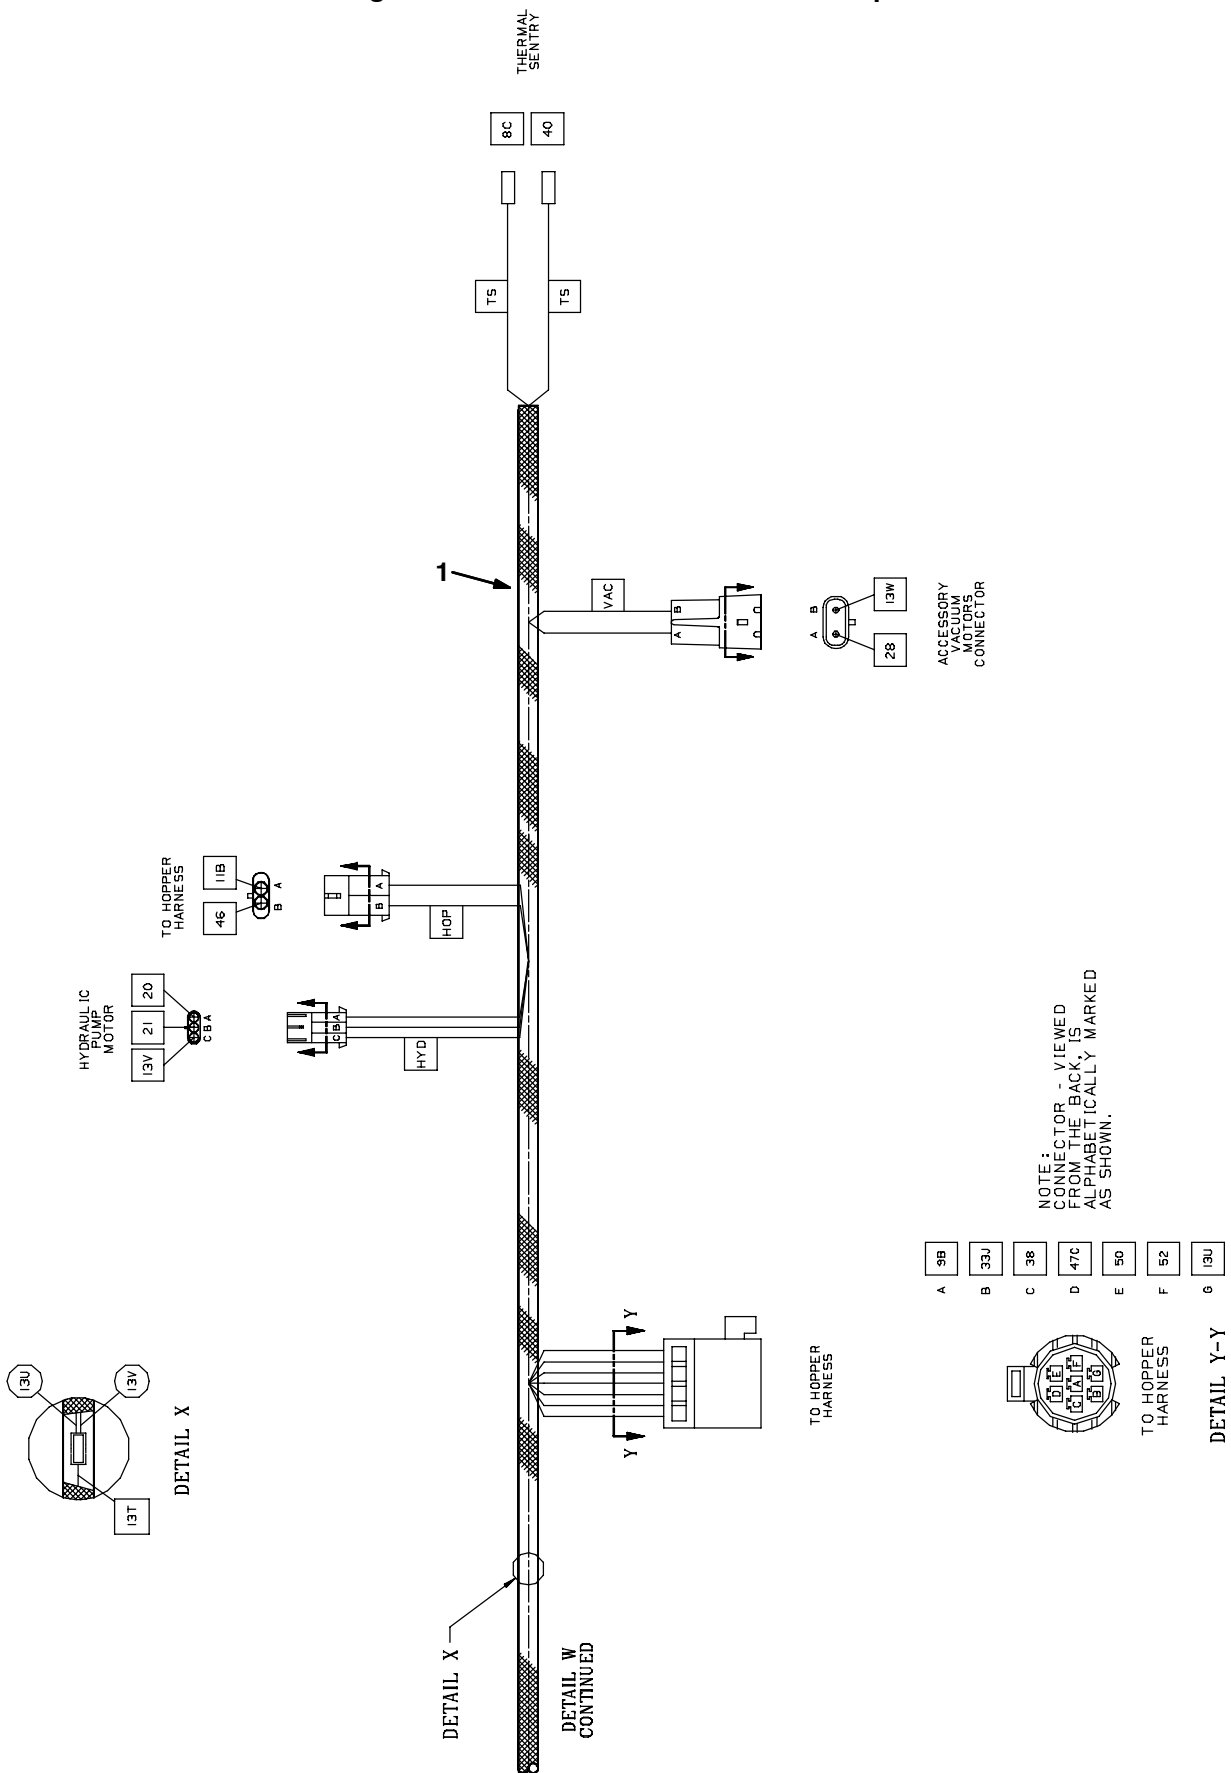 THERMAL
SENTRY
8C
40
TS
TS
1
VAC
A
B
A
B
28
13W
ACCESSORY
VACUUM
MOTORS
CONNECTOR
TO HOPPER
HARNESS
46
11B
B
A
B
A
HOP
HYDRAULIC
PUMP
MOTOR
13V
21
20
C B A
C B A
HYD
NOTE:
CONNECTOR - VIEWED
FROM THE BACK, IS
ALPHABETICALLY MARKED
AS SHOWN.
A 9B
B 33J
C 38
D 47C
E 50
F 52
G 13U
D E
C A F
B G
TO HOPPER
HARNESS
DETAIL Y-Y
Y
Y
TO HOPPER
HARNESS
13T
13U
13V
DETAIL X
DETAIL X
DETAIL W
CONTINUED